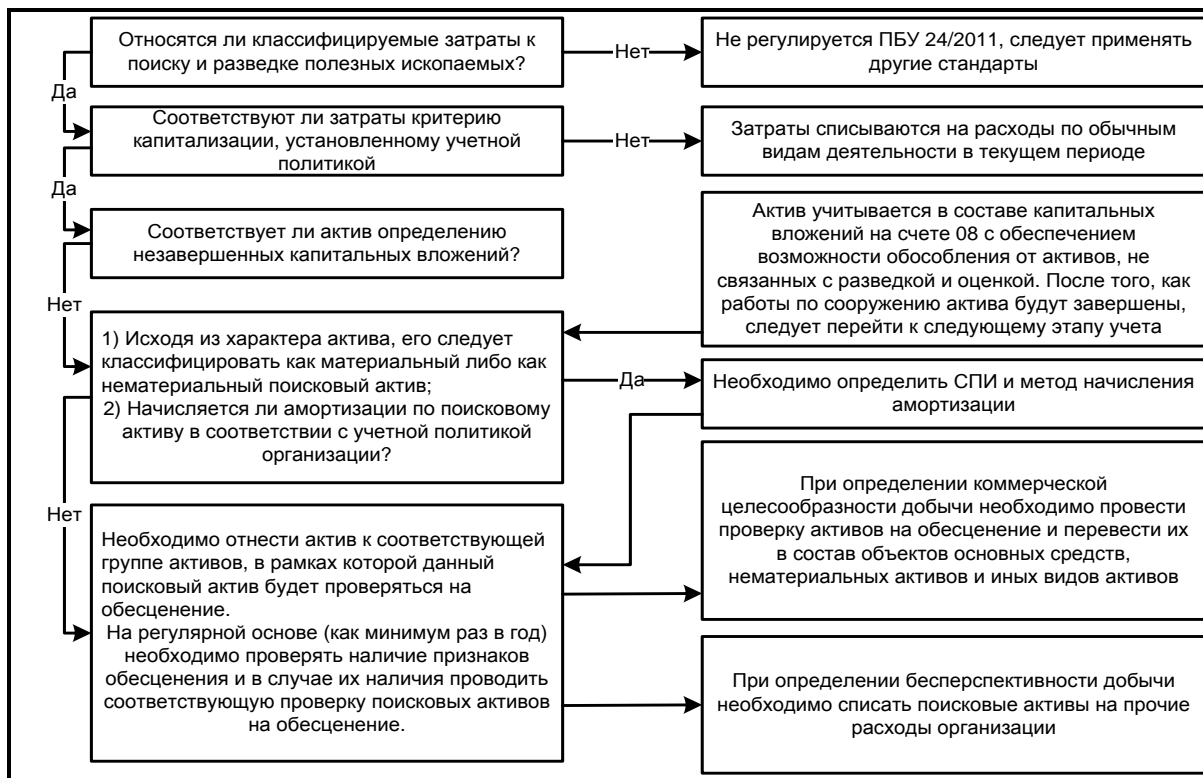 Относятся ли классифицируемые затраты к
поиску и разведке полезных ископаемых?
Нет
Не регулируется ПБУ 24/2011, следует применять
другие стандарты
Да
Соответствуют ли затраты критерию
капитализации, установленному учетной
политикой
Нет
Затраты списываются на расходы по обычным
видам деятельности в текущем периоде
Да
Соответствует ли актив определению
незавершенных капитальных вложений?
Актив учитывается в составе капитальных
вложений на счете 08 с обеспечением
возможности обособления от активов, не
связанных с разведкой и оценкой. После того, как
работы по сооружению актива будут завершены,
следует перейти к следующему этапу учета
Нет
1) Исходя из характера актива, его следует
классифицировать как материальный либо как
нематериальный поисковый актив;
2) Начисляется ли амортизации по поисковому
активу в соответствии с учетной политикой
организации?
Да
Необходимо определить СПИ и метод начисления
амортизации
Нет
Необходимо отнести актив к соответствующей
группе активов, в рамках которой данный
поисковый актив будет проверяться на
обесценение.
На регулярной основе (как минимум раз в год)
необходимо проверять наличие признаков
обесценения и в случае их наличия проводить
соответствующую проверку поисковых активов
на обесценение.
При определении коммерческой
целесообразности добычи необходимо провести
проверку активов на обесценение и перевести их
в состав объектов основных средств,
нематериальных активов и иных видов активов
При определении бесперспективности добычи
необходимо списать поисковые активы на прочие
расходы организации